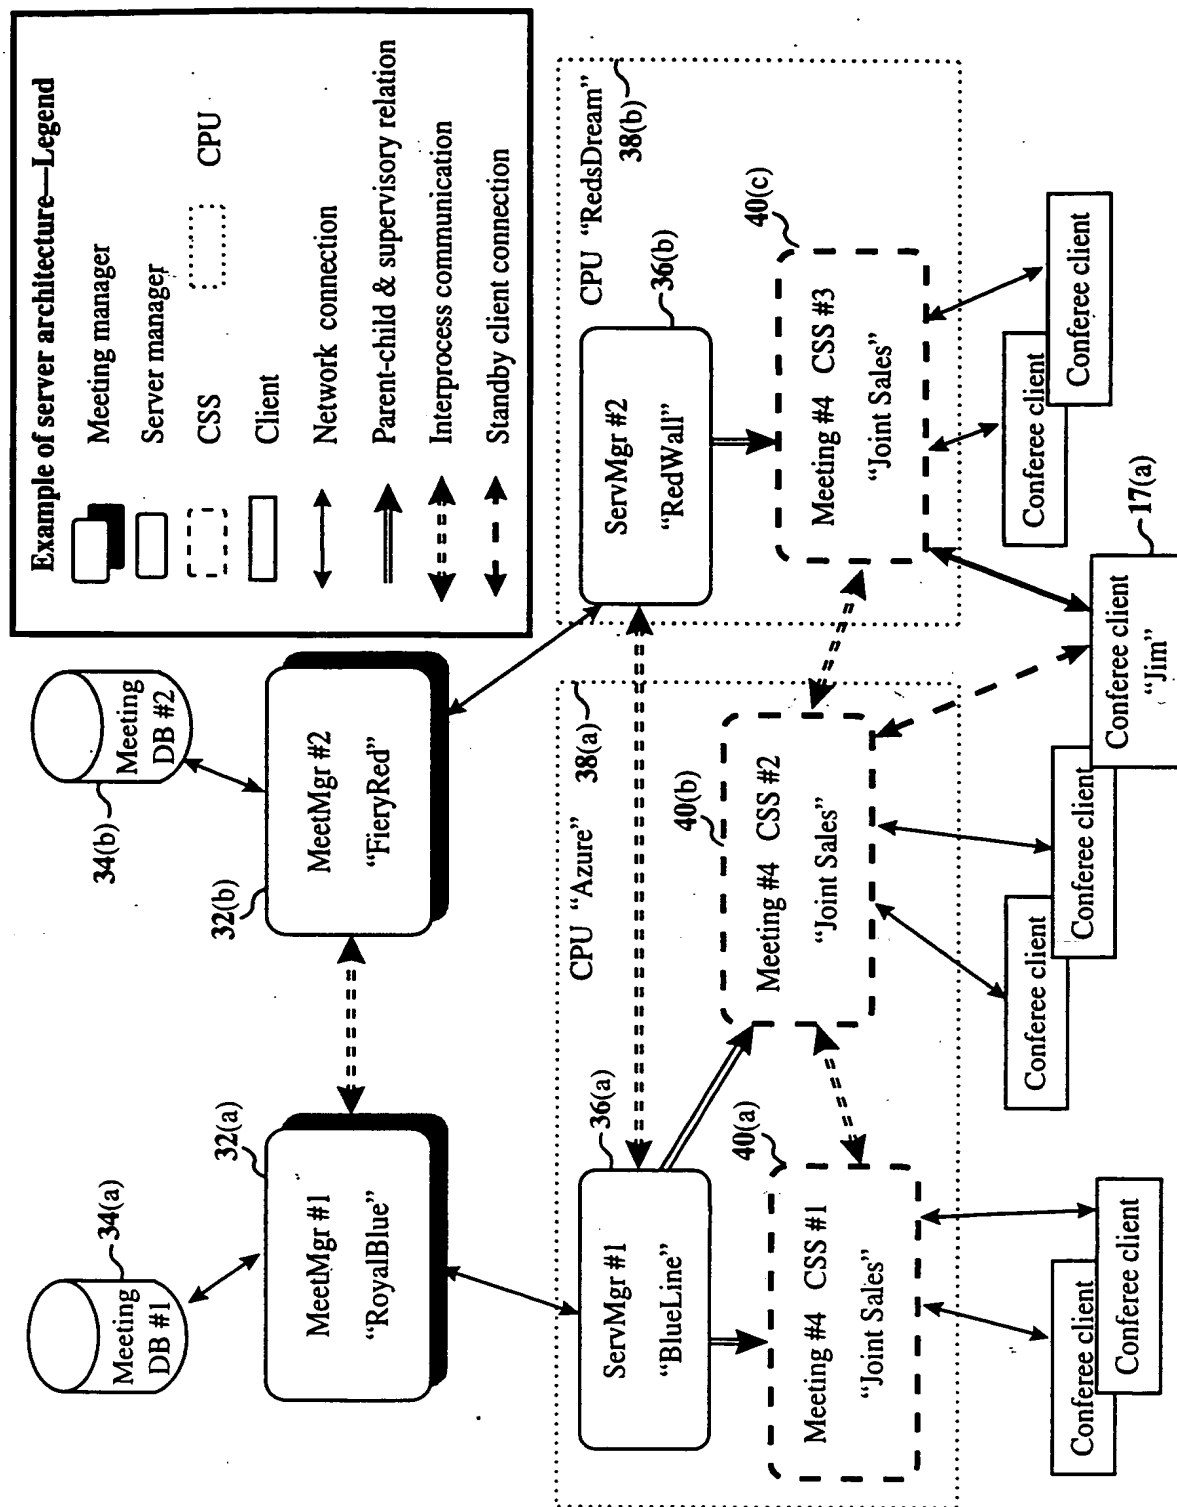 Example of server architecture—Legend
Meeting manager
Server manager
CSS
CPU
Client
Network connection
Parent-child & supervisory relation
Interprocess communication
Standby client connection
34(a)
Meeting
DB #1
34(b)
Meeting
DB #2
32(a)
MeetMgr #1
“RoyalBlue”
32(b)
MeetMgr #2
“FieryRed”
CPU “Azure”
38(a)
CPU “RedsDream”
38(b)
36(a)
ServMgr #1
“BlueLine”
36(b)
ServMgr #2
“RedWall”
40(a)
Meeting #4 CSS #1
“Joint Sales”
40(b)
Meeting #4 CSS #2
“Joint Sales”
40(c)
Meeting #4 CSS #3
“Joint Sales”
Conferee client
Conferee client
Conferee client
Conferee client
Conferee client
“Jim”
17(a)
Conferee client
Conferee client